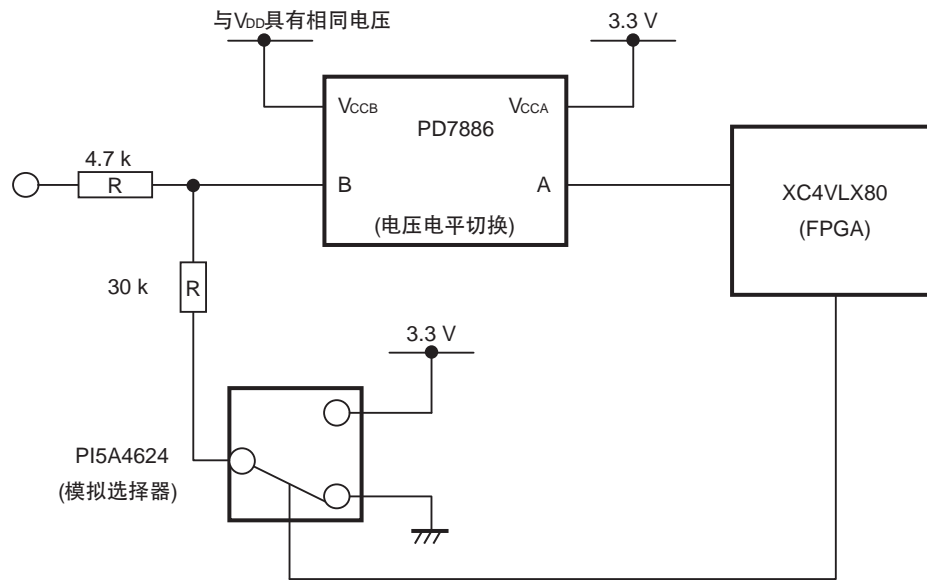 与VDD具有相同电压
3.3 V
VCCB
VCCA
PD7886
4.7 k
R
B
A
XC4VLX80
(FPGA)
(电压电平切换)
30 k
R
3.3 V
PI5A4624
(模拟选择器)